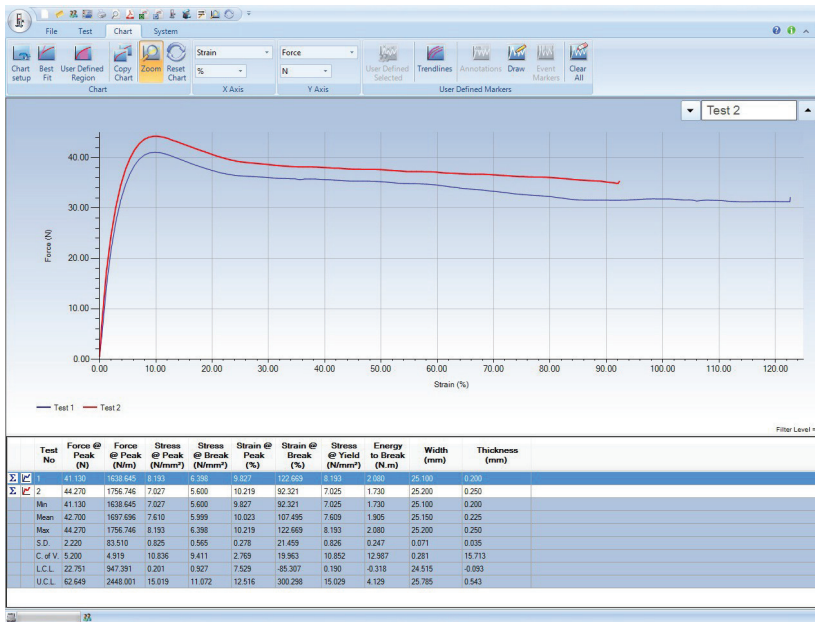 File Test Chart System
Chart setup
Best Fit
User Defined Region
Copy Chart
Zoom
Reset Chart
Chart
Strain
%
X Axis
Force
N
Y Axis
User Defined Selected
Trendlines
Annotations
Draw
Event Markers
Clear All
User Defined Markers
Test 2
Force (N)
40.00
30.00
20.00
10.00
0.00
0.00 10.00 20.00 30.00 40.00 50.00 60.00 70.00 80.00 90.00 100.00 110.00 120.00
Strain (%)
Test 1 Test 2
Filter Level =
Test No Force @ Peak (N) Force @ Peak (N/m) Stress @ Peak (N/mm²) Stress @ Break (N/mm²) Strain @ Peak (%) Strain @ Break (%) Stress @ Yield (N/mm²) Energy to Break (N.m) Width (mm) Thickness (mm)
Σ 1 41.130 1638.645 8.193 6.398 9.827 122.669 8.193 2.080 25.100 0.200
Σ 2 44.270 1756.746 7.027 5.600 10.219 92.321 7.025 1.730 25.200 0.250
Min 41.130 1638.645 7.027 5.600 9.827 92.321 7.025 1.730 25.100 0.200
Mean 42.700 1697.696 7.610 5.999 10.023 107.495 7.609 1.905 25.150 0.225
Max 44.270 1756.746 8.193 6.398 10.219 122.669 8.193 2.080 25.200 0.250
S.D. 2.220 83.510 0.825 0.565 0.278 21.459 0.826 0.247 0.071 0.035
C. of V. 5.200 4.919 10.836 9.411 2.769 19.963 10.852 12.987 0.281 15.713
L.C.L. 22.751 947.391 0.201 0.927 7.529 -85.307 0.190 -0.318 24.515 -0.093
U.C.L. 62.649 2448.001 15.019 11.072 12.516 300.298 15.029 4.129 25.785 0.543